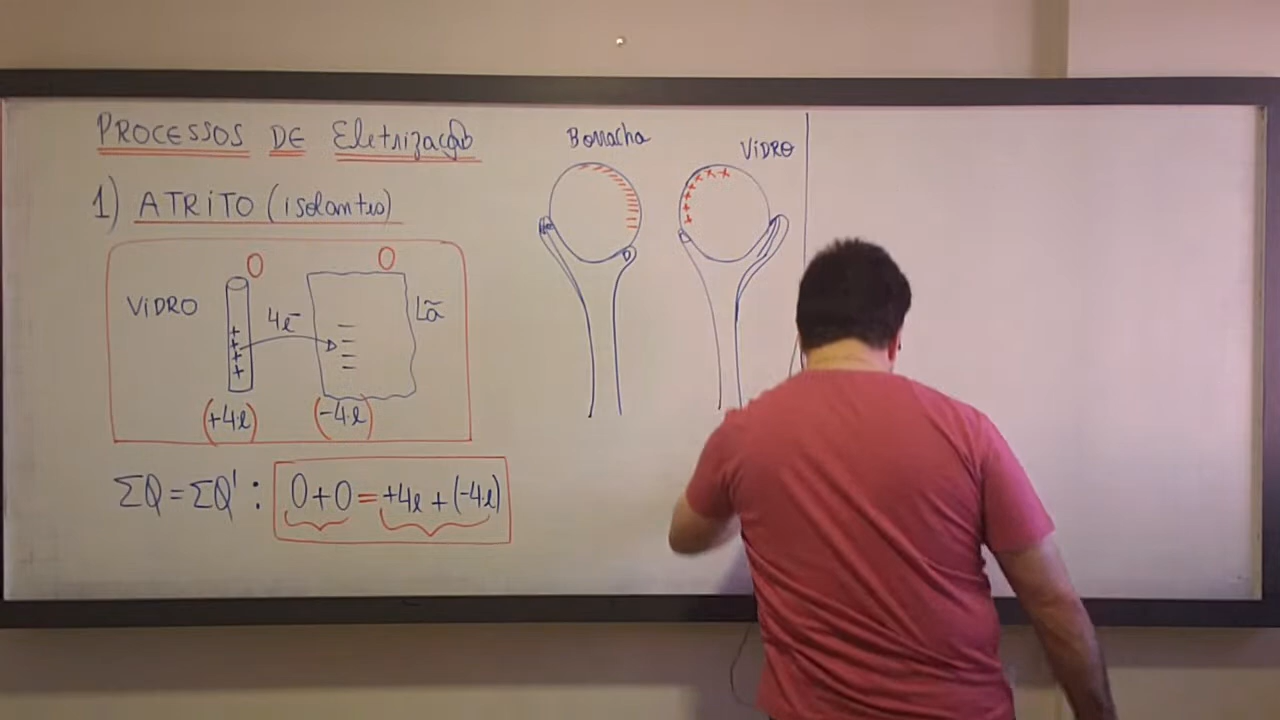 PROCESSOS DE Eletrização
1) ATRITO (isolantes)
0 0
VIDRO
4e⁻
Lã
+ + + +
- - - -
(+4e) (-4e)
ΣQ = ΣQ' : 0+0 = +4e + (-4e)
Borracha
VIDRO